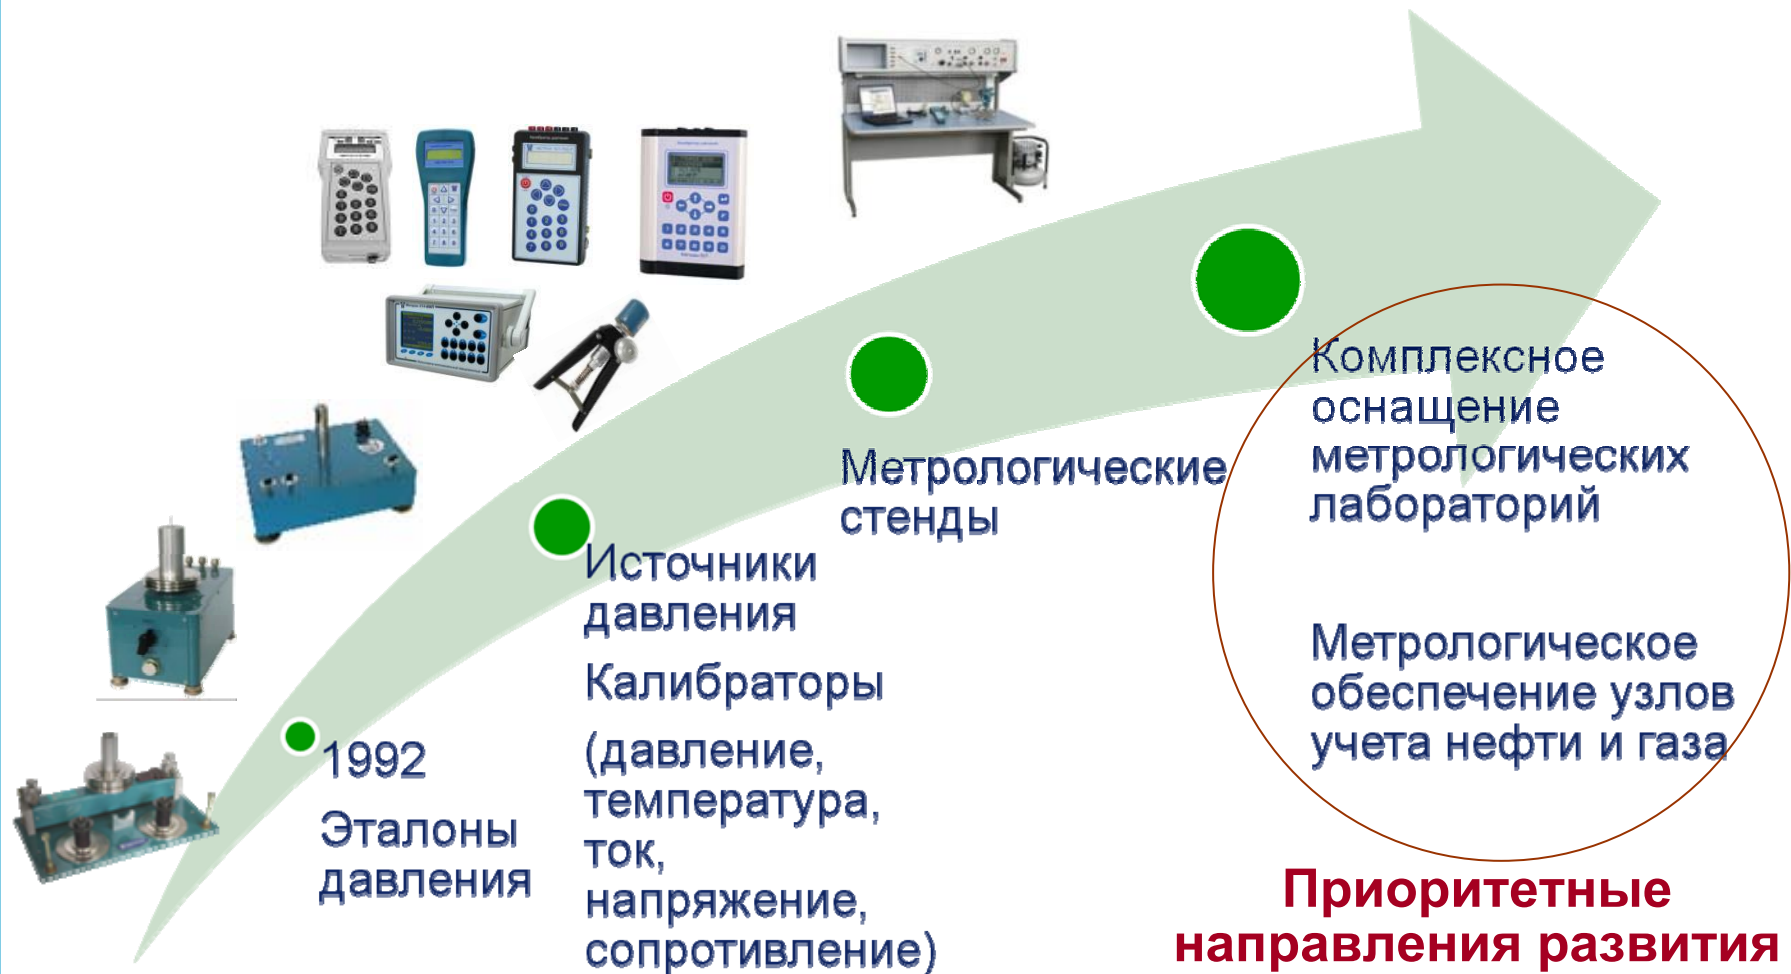 1992
Эталоны
давления
Источники
давления
Калибраторы
(давление,
температура,
ток,
напряжение,
сопротивление)
Метрологические
стенды
Комплексное
оснащение
метрологических
лабораторий
Метрологическое
обеспечение узлов
учета нефти и газа
Приоритетные
направления развития